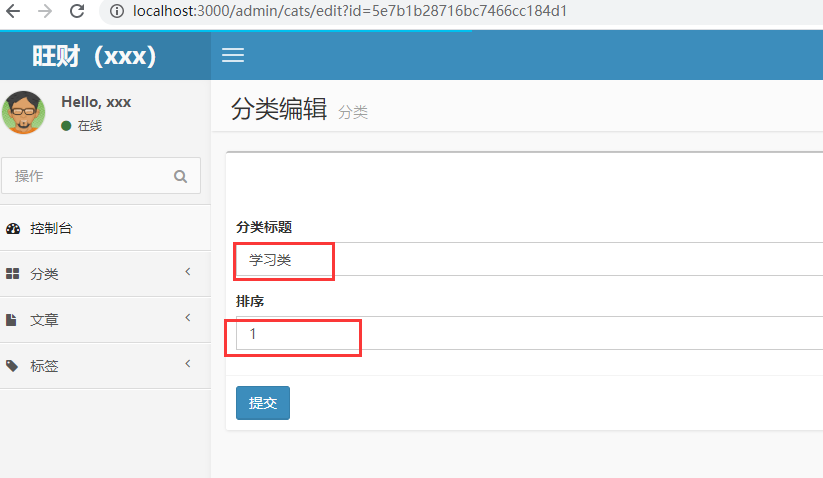 localhost:3000/admin/cats/edit?id=5e7b1b28716bc7466cc184d1
旺财（xxx）
Hello, xxx
在线
操作
控制台
分类
文章
标签
分类编辑 分类
分类标题
学习类
排序
1
提交